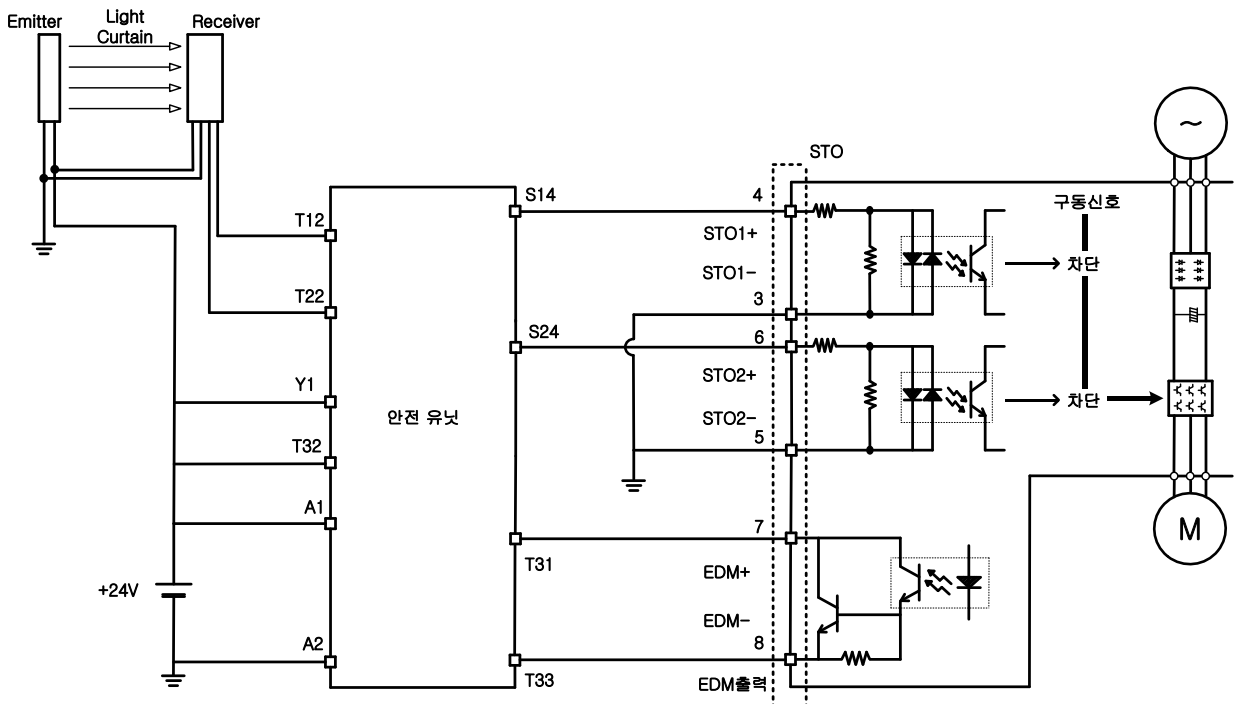 Emitter
Light
Curtain
Receiver
STO
S14
4
T12
STO1+
STO1-
구동신호
차단
T22
3
S24
6
Y1
STO2+
차단
안전 유닛
STO2-
T32
5
A1
7
T31
M
+24V
EDM+
EDM-
A2
8
T33
EDM출력
~